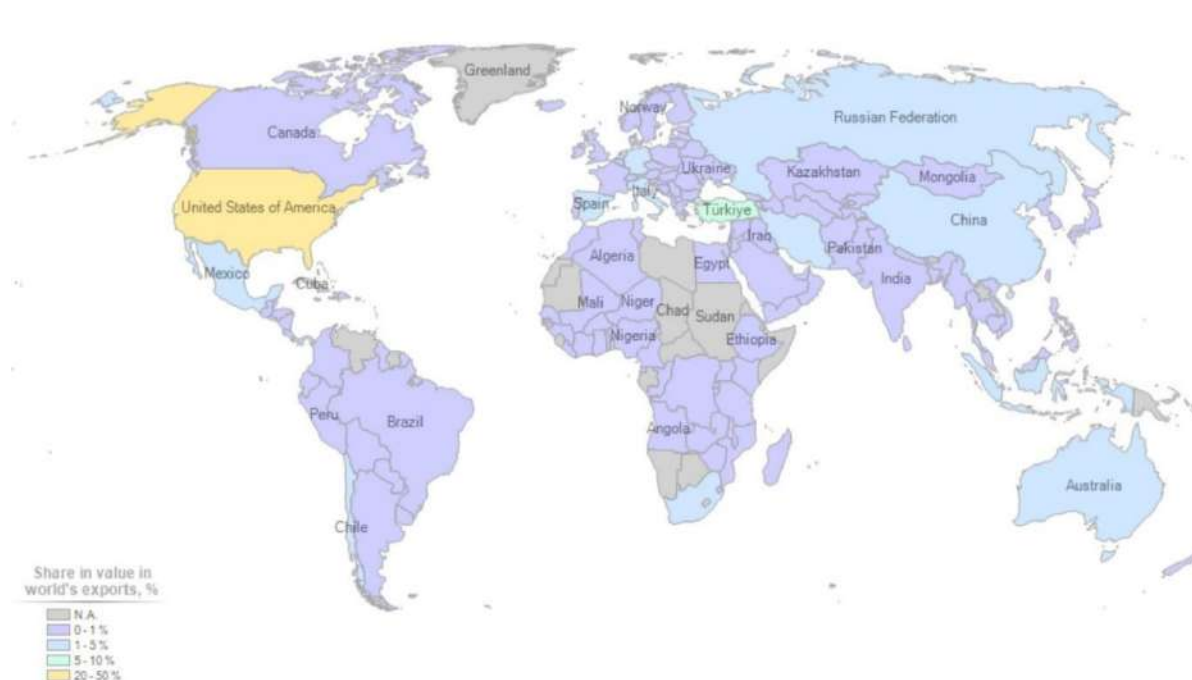 Greenland
Norway
Russian Federation
Canada
Ukraine
Kazakhstan
Mongolia
Italy
Spain
Türkiye
United States of America
China
Iraq
Pakistan
Algeria
Egypt
Mexico
India
Cuba
Mali
Niger
Chad
Sudan
Nigeria
Ethiopia
Peru
Brazil
Angola
Australia
Chile
Share in value in
world's exports, %
N.A.
0 - 1 %
1 - 5 %
5 - 10 %
20 - 50 %